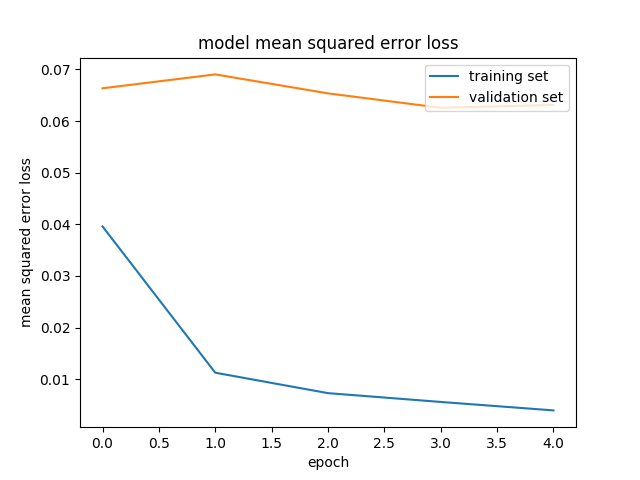 model mean squared error loss
0.07
0.06
0.05
0.04
0.03
0.02
0.01
mean squared error loss
training set
validation set
0.0 0.5 1.0 1.5 2.0 2.5 3.0 3.5 4.0
epoch